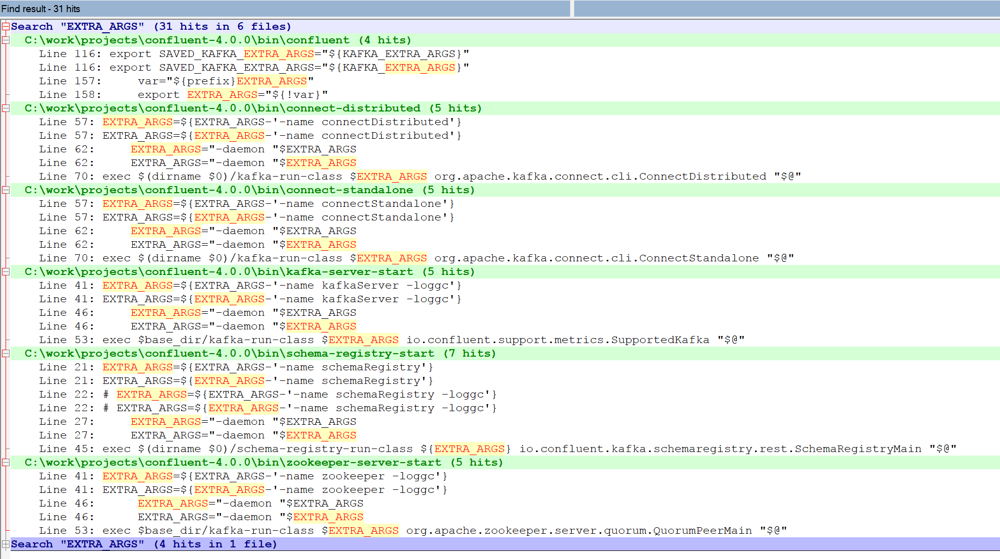 Find result - 31 hits
Search "EXTRA_ARGS" (31 hits in 6 files)
C:\work\projects\confluent-4.0.0\bin\confluent (4 hits)
Line 116: export SAVED_KAFKA_EXTRA_ARGS="${KAFKA_EXTRA_ARGS}"
Line 116: export SAVED_KAFKA_EXTRA_ARGS="${KAFKA_EXTRA_ARGS}"
Line 157:     var="${prefix}EXTRA_ARGS"
Line 158:     export EXTRA_ARGS="${!var}"
C:\work\projects\confluent-4.0.0\bin\connect-distributed (5 hits)
Line 57: EXTRA_ARGS=${EXTRA_ARGS-'-name connectDistributed'}
Line 57: EXTRA_ARGS=${EXTRA_ARGS-'-name connectDistributed'}
Line 62:     EXTRA_ARGS="-daemon "$EXTRA_ARGS
Line 62:     EXTRA_ARGS="-daemon "$EXTRA_ARGS
Line 70: exec $(dirname $0)/kafka-run-class $EXTRA_ARGS org.apache.kafka.connect.cli.ConnectDistributed "$@"
C:\work\projects\confluent-4.0.0\bin\connect-standalone (5 hits)
Line 57: EXTRA_ARGS=${EXTRA_ARGS-'-name connectStandalone'}
Line 57: EXTRA_ARGS=${EXTRA_ARGS-'-name connectStandalone'}
Line 62:     EXTRA_ARGS="-daemon "$EXTRA_ARGS
Line 62:     EXTRA_ARGS="-daemon "$EXTRA_ARGS
Line 70: exec $(dirname $0)/kafka-run-class $EXTRA_ARGS org.apache.kafka.connect.cli.ConnectStandalone "$@"
C:\work\projects\confluent-4.0.0\bin\kafka-server-start (5 hits)
Line 41: EXTRA_ARGS=${EXTRA_ARGS-'-name kafkaServer -loggc'}
Line 41: EXTRA_ARGS=${EXTRA_ARGS-'-name kafkaServer -loggc'}
Line 46:     EXTRA_ARGS="-daemon "$EXTRA_ARGS
Line 46:     EXTRA_ARGS="-daemon "$EXTRA_ARGS
Line 53: exec $base_dir/kafka-run-class $EXTRA_ARGS io.confluent.support.metrics.SupportedKafka "$@"
C:\work\projects\confluent-4.0.0\bin\schema-registry-start (7 hits)
Line 21: EXTRA_ARGS=${EXTRA_ARGS-'-name schemaRegistry'}
Line 21: EXTRA_ARGS=${EXTRA_ARGS-'-name schemaRegistry'}
Line 22: # EXTRA_ARGS=${EXTRA_ARGS-'-name schemaRegistry -loggc'}
Line 22: # EXTRA_ARGS=${EXTRA_ARGS-'-name schemaRegistry -loggc'}
Line 27:     EXTRA_ARGS="-daemon "$EXTRA_ARGS
Line 27:     EXTRA_ARGS="-daemon "$EXTRA_ARGS
Line 45: exec $(dirname $0)/schema-registry-run-class ${EXTRA_ARGS} io.confluent.kafka.schemaregistry.rest.SchemaRegistryMain "$@"
C:\work\projects\confluent-4.0.0\bin\zookeeper-server-start (5 hits)
Line 41: EXTRA_ARGS=${EXTRA_ARGS-'-name zookeeper -loggc'}
Line 41: EXTRA_ARGS=${EXTRA_ARGS-'-name zookeeper -loggc'}
Line 46:      EXTRA_ARGS="-daemon "$EXTRA_ARGS
Line 46:      EXTRA_ARGS="-daemon "$EXTRA_ARGS
Line 53: exec $base_dir/kafka-run-class $EXTRA_ARGS org.apache.zookeeper.server.quorum.QuorumPeerMain "$@"
Search "EXTRA_ARGS" (4 hits in 1 file)